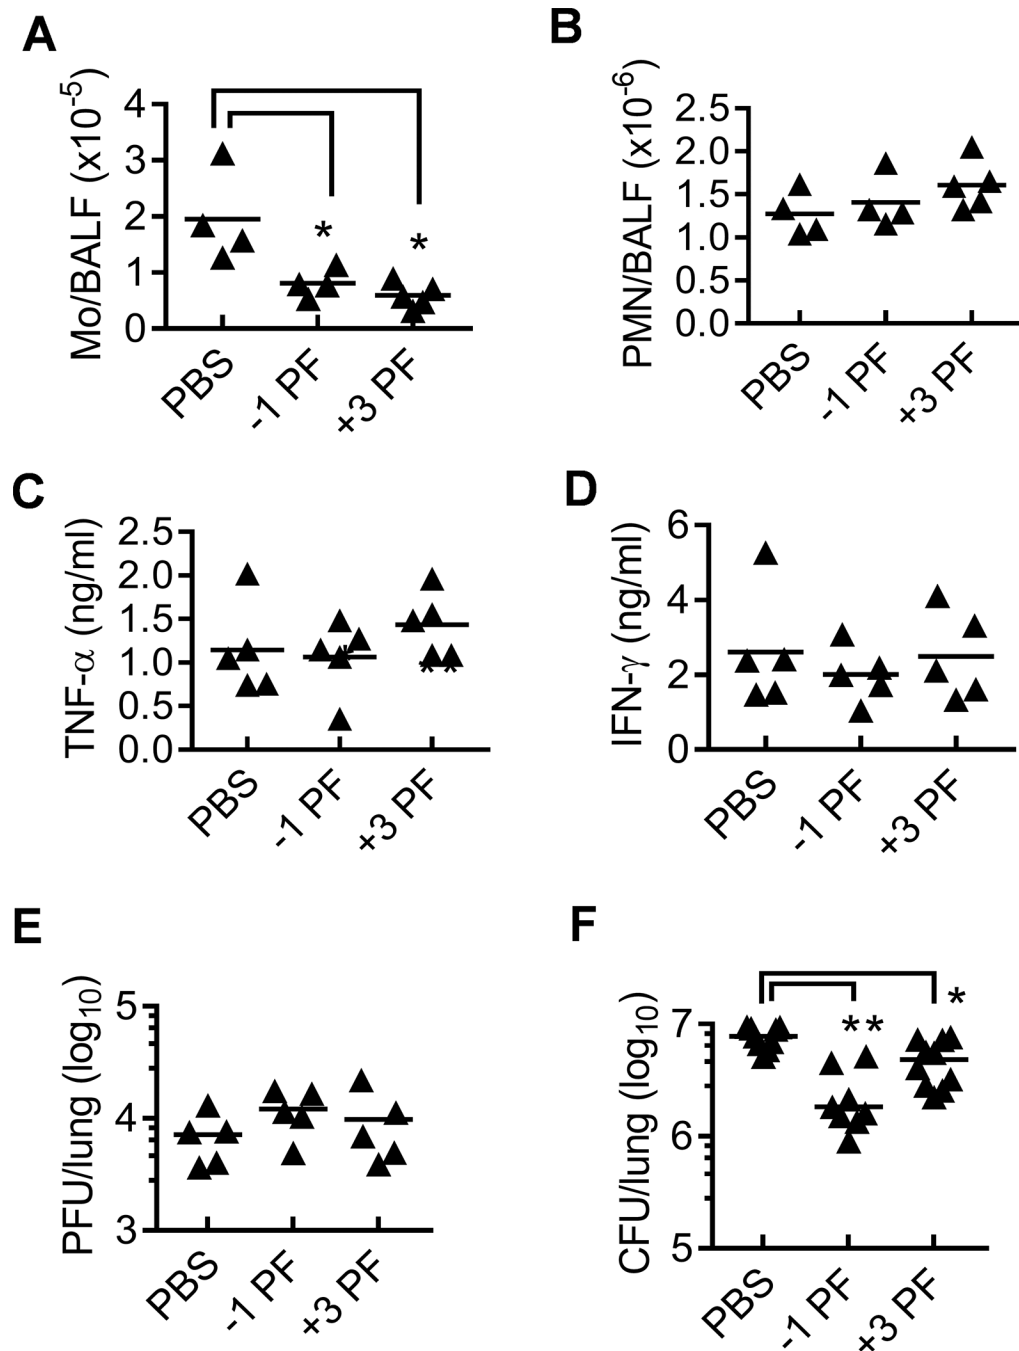 A
Mo/BALF (x10-5)
4
3
2
1
0
*
*
PBS
-1 PF
+3 PF
B
PMN/BALF (x10-6)
2.5
2.0
1.5
1.0
0.5
0.0
PBS
-1 PF
+3 PF
C
TNF-α (ng/ml)
2.5
2.0
1.5
1.0
0.5
0.0
**
PBS
-1 PF
+3 PF
D
IFN-γ (ng/ml)
6
4
2
0
PBS
-1 PF
+3 PF
E
PFU/lung (log10)
5
4
3
PBS
-1 PF
+3 PF
F
CFU/lung (log10)
7
6
5
**
*
PBS
-1 PF
+3 PF